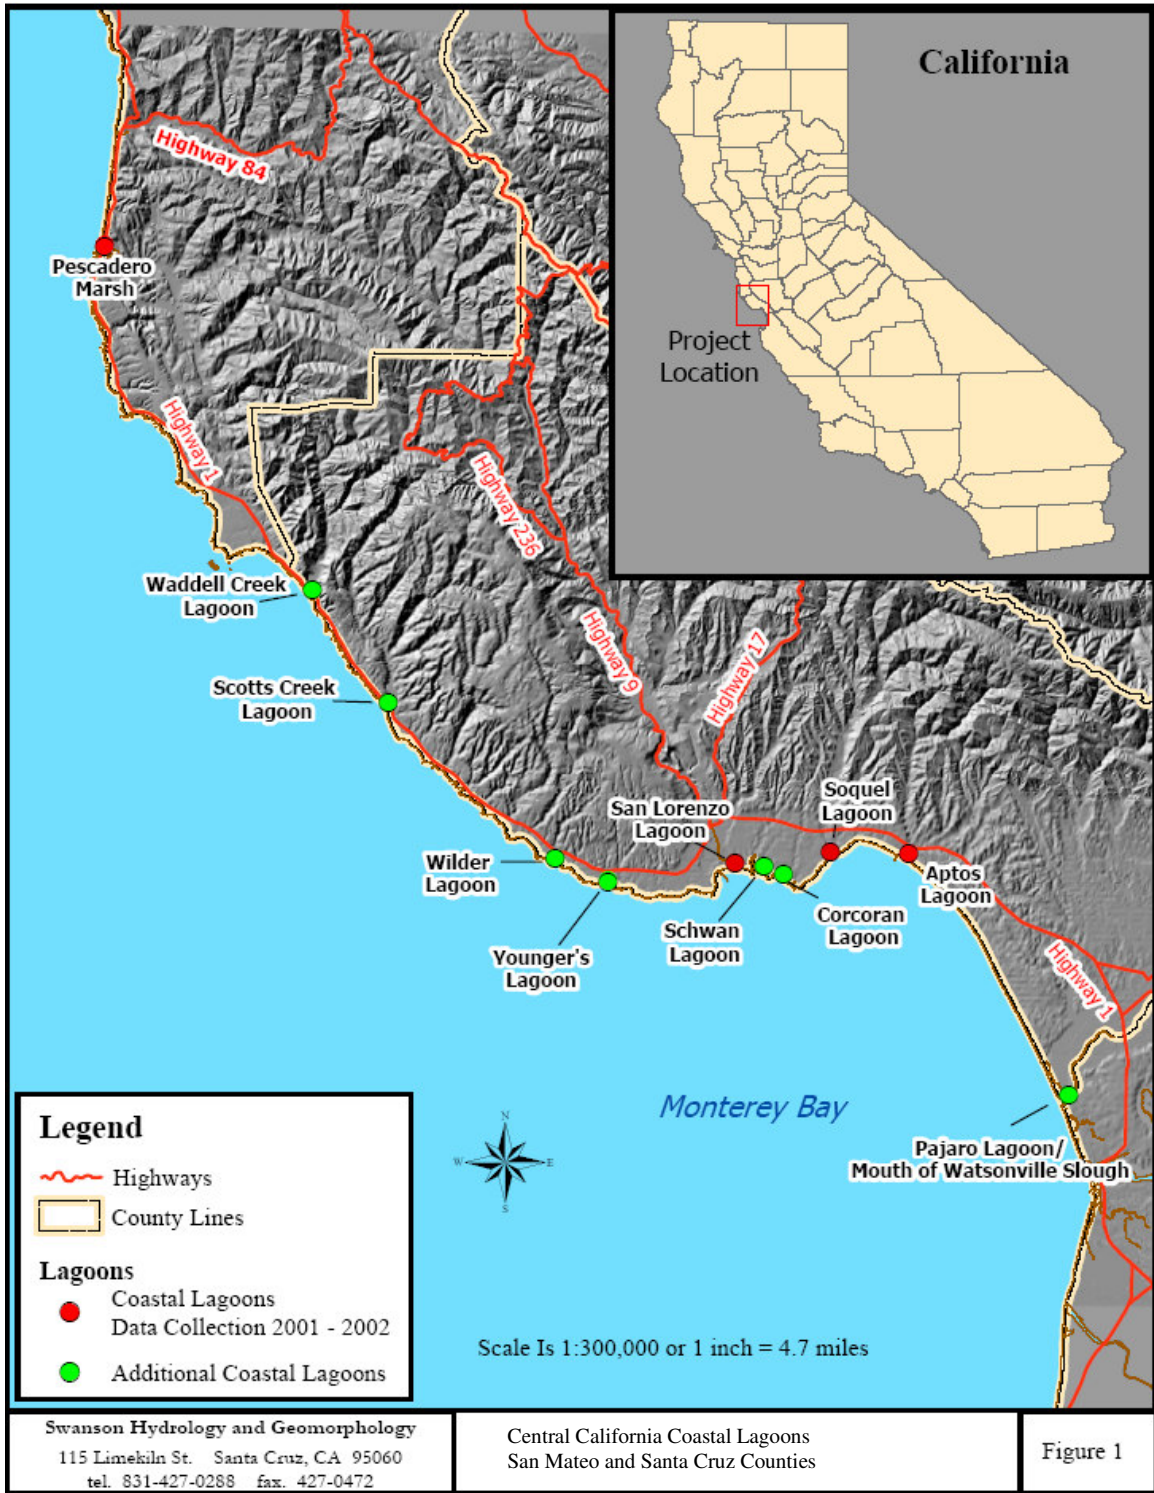 California
Project
Location
Highway 84
Pescadero
Marsh
Highway 1
Highway 236
Waddell Creek
Lagoon
Highway 9
Highway 17
Scotts Creek
Lagoon
San Lorenzo
Lagoon
Soquel
Lagoon
Wilder
Lagoon
Aptos
Lagoon
Schwan
Lagoon
Corcoran
Lagoon
Younger's
Lagoon
Highway 1
Monterey Bay
Pajaro Lagoon/
Mouth of Watsonville Slough
N
W E
S
Legend
Highways
County Lines
Lagoons
Coastal Lagoons
Data Collection 2001 - 2002
Additional Coastal Lagoons
Scale Is 1:300,000 or 1 inch = 4.7 miles
Swanson Hydrology and Geomorphology
115 Limekiln St. Santa Cruz, CA 95060
tel. 831-427-0288 fax. 427-0472
Central California Coastal Lagoons
San Mateo and Santa Cruz Counties
Figure 1